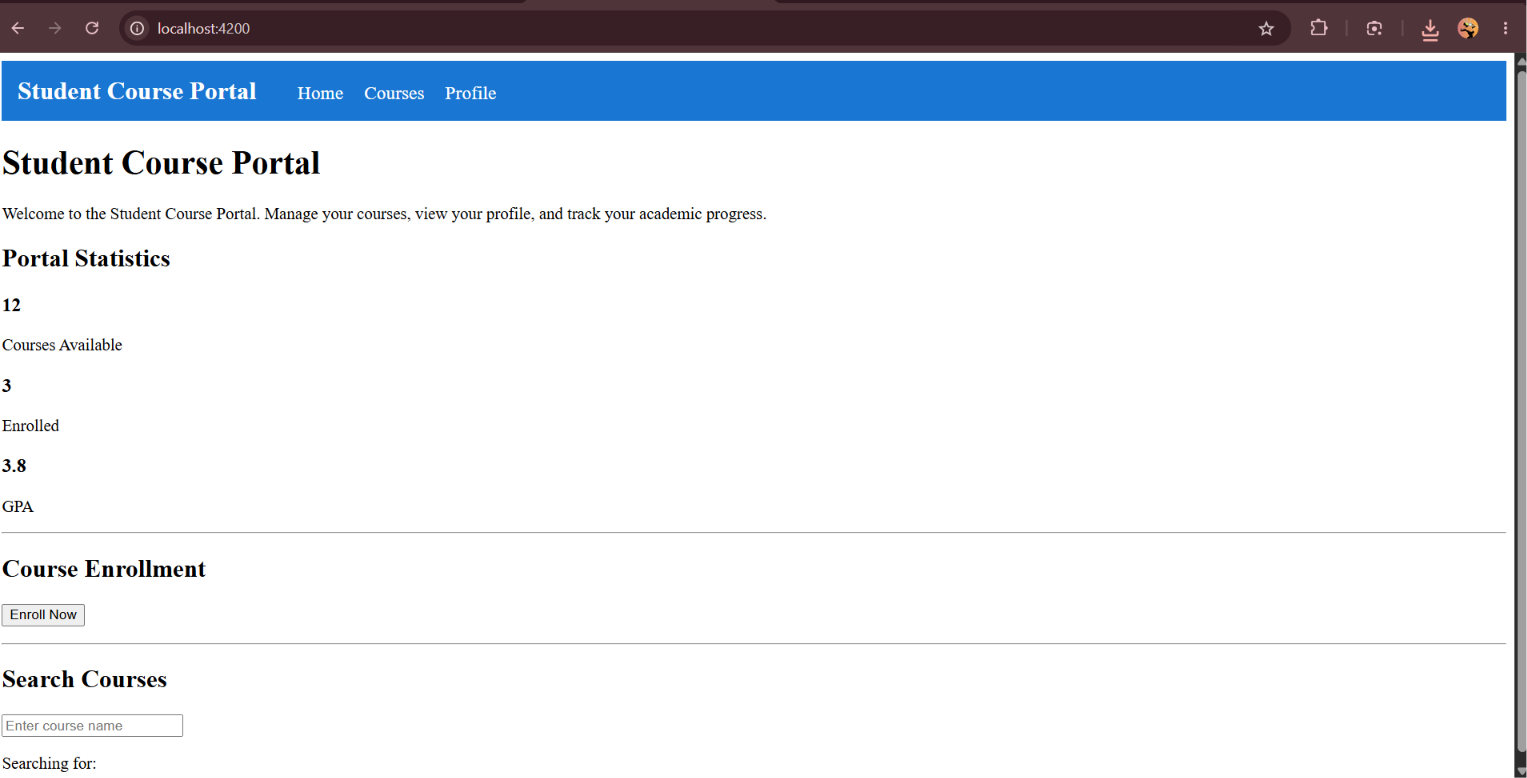 localhost:4200
Student Course Portal Home Courses Profile
Student Course Portal
Welcome to the Student Course Portal. Manage your courses, view your profile, and track your academic progress.
Portal Statistics
12
Courses Available
3
Enrolled
3.8
GPA
Course Enrollment
Enroll Now
Search Courses
Enter course name
Searching for: